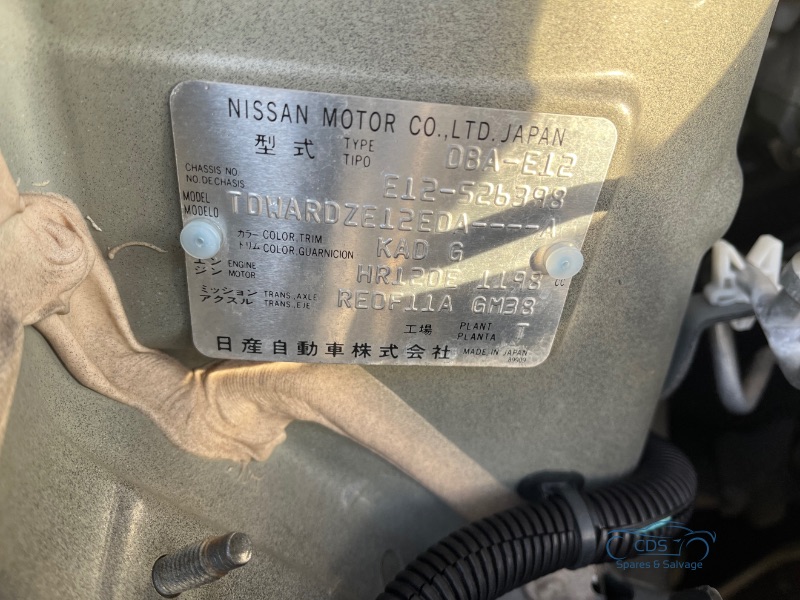 NISSAN MOTOR CO.,LTD. JAPAN
型式 TYPE TIPO DBA-E12
CHASSIS NO. NO.DE.CHASIS E12-526398
MODEL MODELO TDWARDZE12EDA----A
カラー COLOR,TRIM トリム COLOR,GUARNICION KAD G
エンジン ENGINE MOTOR HR12DE 1198 CC
ミッション TRANS.,AXLE アクスル TRANS.,EJE RE0F11A GM38
工場 PLANT PLANTA T
日産自動車株式会社 MADE IN JAPAN
CDS
Spares & Salvage